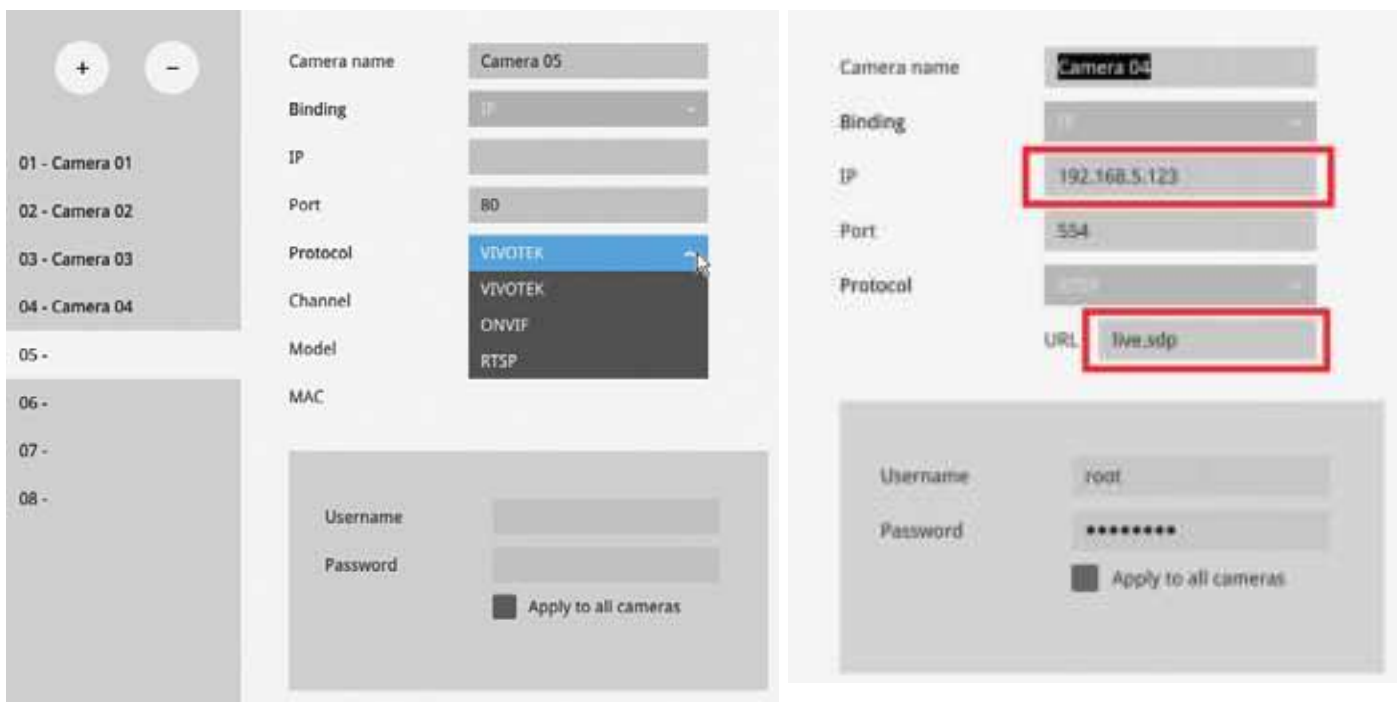 + -
01 - Camera 01
02 - Camera 02
03 - Camera 03
04 - Camera 04
05 -
06 -
07 -
08 -
Camera name Camera 05
Binding IP
IP
Port 80
Protocol VIVOTEK
VIVOTEK
Channel
ONVIF
Model
RTSP
MAC
Username
Password
Apply to all cameras
Camera name Camera 04
Binding IP
IP 192.168.5.123
Port 554
Protocol RTSP
URL live.sdp
Username root
Password ••••••••
Apply to all cameras